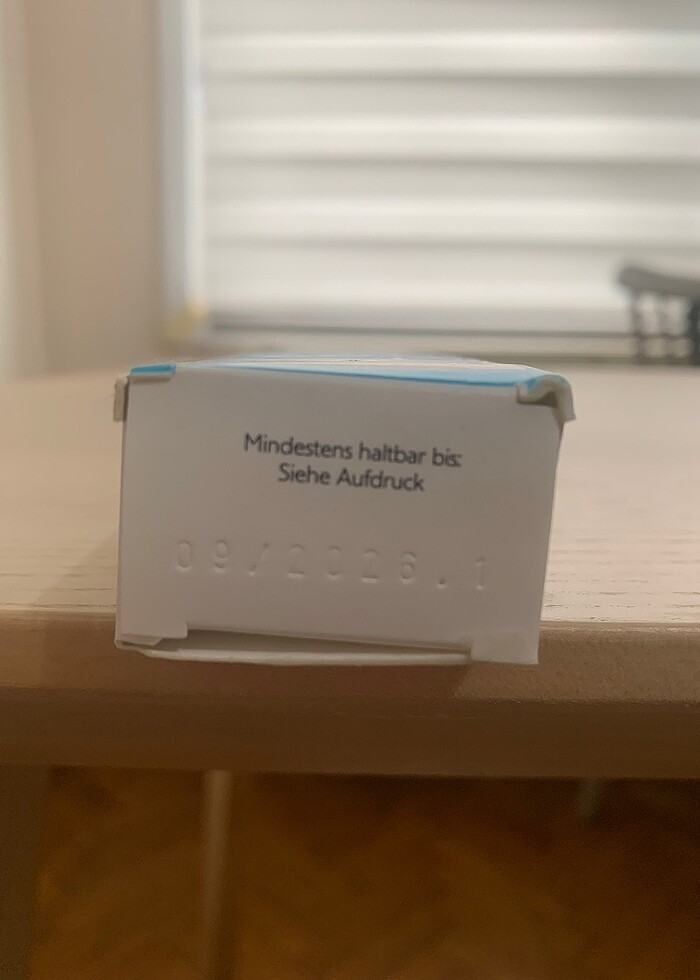 Mindestens haltbar bis:
Siehe Aufdruck
09/2026.1